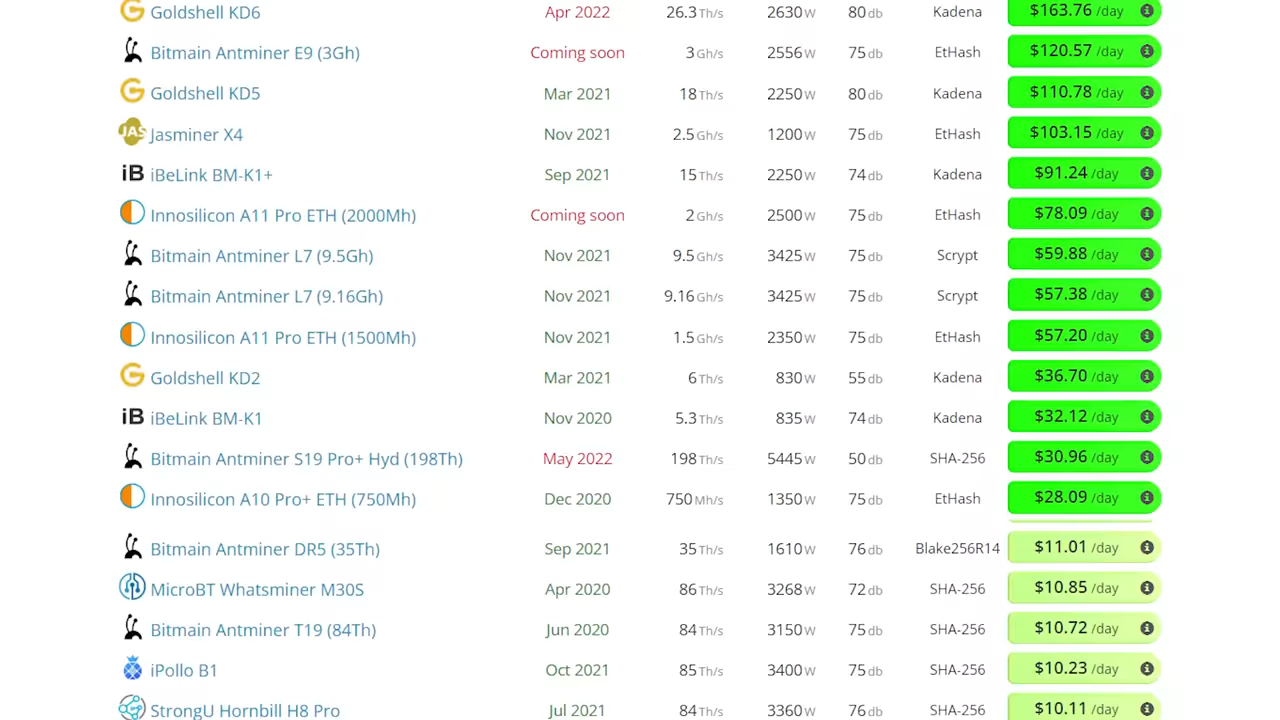 Goldshell KD6 Apr 2022 26.3 Th/s 2630 W 80 db Kadena $163.76 /day
Bitmain Antminer E9 (3Gh) Coming soon 3 Gh/s 2556 W 75 db EtHash $120.57 /day
Goldshell KD5 Mar 2021 18 Th/s 2250 W 80 db Kadena $110.78 /day
JAS Jasminer X4 Nov 2021 2.5 Gh/s 1200 W 75 db EtHash $103.15 /day
iB iBeLink BM-K1+ Sep 2021 15 Th/s 2250 W 74 db Kadena $91.24 /day
Innosilicon A11 Pro ETH (2000Mh) Coming soon 2 Gh/s 2500 W 75 db EtHash $78.09 /day
Bitmain Antminer L7 (9.5Gh) Nov 2021 9.5 Gh/s 3425 W 75 db Scrypt $59.88 /day
Bitmain Antminer L7 (9.16Gh) Nov 2021 9.16 Gh/s 3425 W 75 db Scrypt $57.38 /day
Innosilicon A11 Pro ETH (1500Mh) Nov 2021 1.5 Gh/s 2350 W 75 db EtHash $57.20 /day
Goldshell KD2 Mar 2021 6 Th/s 830 W 55 db Kadena $36.70 /day
iB iBeLink BM-K1 Nov 2020 5.3 Th/s 835 W 74 db Kadena $32.12 /day
Bitmain Antminer S19 Pro+ Hyd (198Th) May 2022 198 Th/s 5445 W 50 db SHA-256 $30.96 /day
Innosilicon A10 Pro+ ETH (750Mh) Dec 2020 750 Mh/s 1350 W 75 db EtHash $28.09 /day
Bitmain Antminer DR5 (35Th) Sep 2021 35 Th/s 1610 W 76 db Blake256R14 $11.01 /day
MicroBT Whatsminer M30S Apr 2020 86 Th/s 3268 W 72 db SHA-256 $10.85 /day
Bitmain Antminer T19 (84Th) Jun 2020 84 Th/s 3150 W 75 db SHA-256 $10.72 /day
iPollo B1 Oct 2021 85 Th/s 3400 W 75 db SHA-256 $10.23 /day
StrongU Hornbill H8 Pro Jul 2021 84 Th/s 3360 W 76 db SHA-256 $10.11 /day